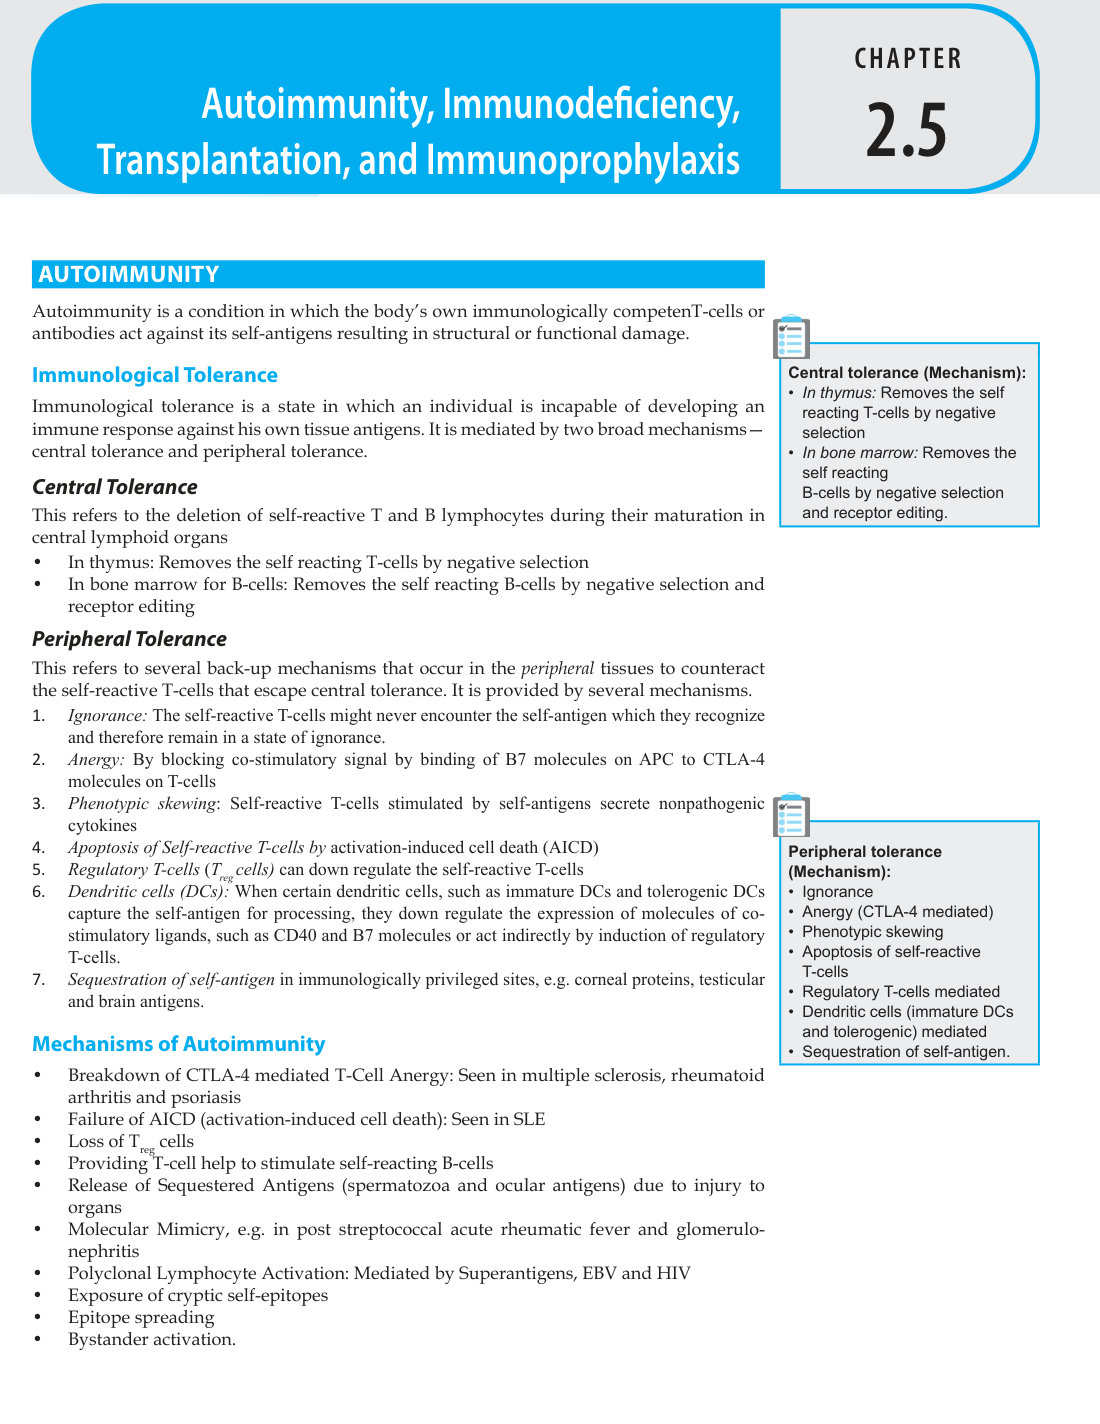 Autoimmunity, Immunodeficiency,
Transplantation, and Immunoprophylaxis
CHAPTER
2.5
AUTOIMMUNITY
Autoimmunity is a condition in which the body's own immunologically competenT-cells or
antibodies act against its self-antigens resulting in structural or functional damage.
Immunological Tolerance
Immunological tolerance is a state in which an individual is incapable of developing an
immune response against his own tissue antigens. It is mediated by two broad mechanisms—
central tolerance and peripheral tolerance.
Central Tolerance
This refers to the deletion of self-reactive T and B lymphocytes during their maturation in
central lymphoid organs
• In thymus: Removes the self reacting T-cells by negative selection
• In bone marrow for B-cells: Removes the self reacting B-cells by negative selection and
receptor editing
Peripheral Tolerance
This refers to several back-up mechanisms that occur in the peripheral tissues to counteract
the self-reactive T-cells that escape central tolerance. It is provided by several mechanisms.
1. Ignorance: The self-reactive T-cells might never encounter the self-antigen which they recognize
and therefore remain in a state of ignorance.
2. Anergy: By blocking co-stimulatory signal by binding of B7 molecules on APC to CTLA-4
molecules on T-cells
3. Phenotypic skewing: Self-reactive T-cells stimulated by self-antigens secrete nonpathogenic
cytokines
4. Apoptosis of Self-reactive T-cells by activation-induced cell death (AICD)
5. Regulatory T-cells (Treg cells) can down regulate the self-reactive T-cells
6. Dendritic cells (DCs): When certain dendritic cells, such as immature DCs and tolerogenic DCs
capture the self-antigen for processing, they down regulate the expression of molecules of co-
stimulatory ligands, such as CD40 and B7 molecules or act indirectly by induction of regulatory
T-cells.
7. Sequestration of self-antigen in immunologically privileged sites, e.g. corneal proteins, testicular
and brain antigens.
Mechanisms of Autoimmunity
• Breakdown of CTLA-4 mediated T-Cell Anergy: Seen in multiple sclerosis, rheumatoid
arthritis and psoriasis
• Failure of AICD (activation-induced cell death): Seen in SLE
• Loss of Treg cells
• Providing T-cell help to stimulate self-reacting B-cells
• Release of Sequestered Antigens (spermatozoa and ocular antigens) due to injury to
organs
• Molecular Mimicry, e.g. in post streptococcal acute rheumatic fever and glomerulo-
nephritis
• Polyclonal Lymphocyte Activation: Mediated by Superantigens, EBV and HIV
• Exposure of cryptic self-epitopes
• Epitope spreading
• Bystander activation.
Central tolerance (Mechanism):
• In thymus: Removes the self
reacting T-cells by negative
selection
• In bone marrow: Removes the
self reacting
B-cells by negative selection
and receptor editing.
Peripheral tolerance
(Mechanism):
• Ignorance
• Anergy (CTLA-4 mediated)
• Phenotypic skewing
• Apoptosis of self-reactive
T-cells
• Regulatory T-cells mediated
• Dendritic cells (immature DCs
and tolerogenic) mediated
• Sequestration of self-antigen.